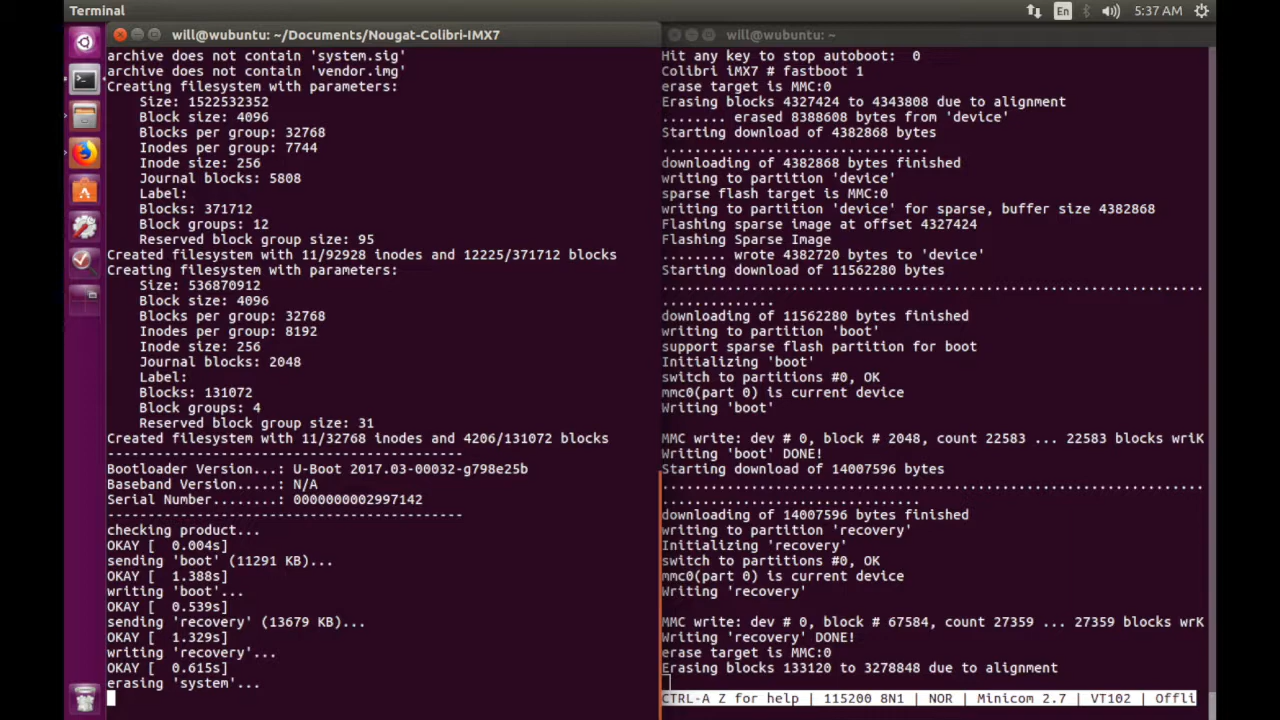 Terminal
En
5:37 AM
will@wubuntu: ~/Documents/Nougat-Colibri-IMX7
archive does not contain 'system.sig'
archive does not contain 'vendor.img'
Creating filesystem with parameters:
Size: 1522532352
Block size: 4096
Blocks per group: 32768
Inodes per group: 7744
Inode size: 256
Journal blocks: 5808
Label:
Blocks: 371712
Block groups: 12
Reserved block group size: 95
Created filesystem with 11/92928 inodes and 12225/371712 blocks
Creating filesystem with parameters:
Size: 536870912
Block size: 4096
Blocks per group: 32768
Inodes per group: 8192
Inode size: 256
Journal blocks: 2048
Label:
Blocks: 131072
Block groups: 4
Reserved block group size: 31
Created filesystem with 11/32768 inodes and 4206/131072 blocks
--------------------------------------------
Bootloader Version...: U-Boot 2017.03-00032-g798e25b
Baseband Version.....: N/A
Serial Number........: 0000000002997142
--------------------------------------------
checking product...
OKAY [  0.004s]
sending 'boot' (11291 KB)...
OKAY [  1.388s]
writing 'boot'...
OKAY [  0.539s]
sending 'recovery' (13679 KB)...
OKAY [  1.329s]
writing 'recovery'...
OKAY [  0.615s]
erasing 'system'...
will@wubuntu: ~
Hit any key to stop autoboot:  0
Colibri iMX7 # fastboot 1
erase target is MMC:0
Erasing blocks 4327424 to 4343808 due to alignment
........ erased 8388608 bytes from 'device'
Starting download of 4382868 bytes
.................................
downloading of 4382868 bytes finished
writing to partition 'device'
sparse flash target is MMC:0
writing to partition 'device' for sparse, buffer size 4382868
Flashing sparse image at offset 4327424
Flashing Sparse Image
........ wrote 4382720 bytes to 'device'
Starting download of 11562280 bytes
...................................................................
..............
downloading of 11562280 bytes finished
writing to partition 'boot'
support sparse flash partition for boot
Initializing 'boot'
switch to partitions #0, OK
mmc0(part 0) is current device
Writing 'boot'
MMC write: dev # 0, block # 2048, count 22583 ... 22583 blocks wriK
Writing 'boot' DONE!
Starting download of 14007596 bytes
...................................................................
................................
downloading of 14007596 bytes finished
writing to partition 'recovery'
Initializing 'recovery'
switch to partitions #0, OK
mmc0(part 0) is current device
Writing 'recovery'
MMC write: dev # 0, block # 67584, count 27359 ... 27359 blocks wrK
Writing 'recovery' DONE!
erase target is MMC:0
Erasing blocks 133120 to 3278848 due to alignment
CTRL-A Z for help | 115200 8N1 | NOR | Minicom 2.7 | VT102 | Offli